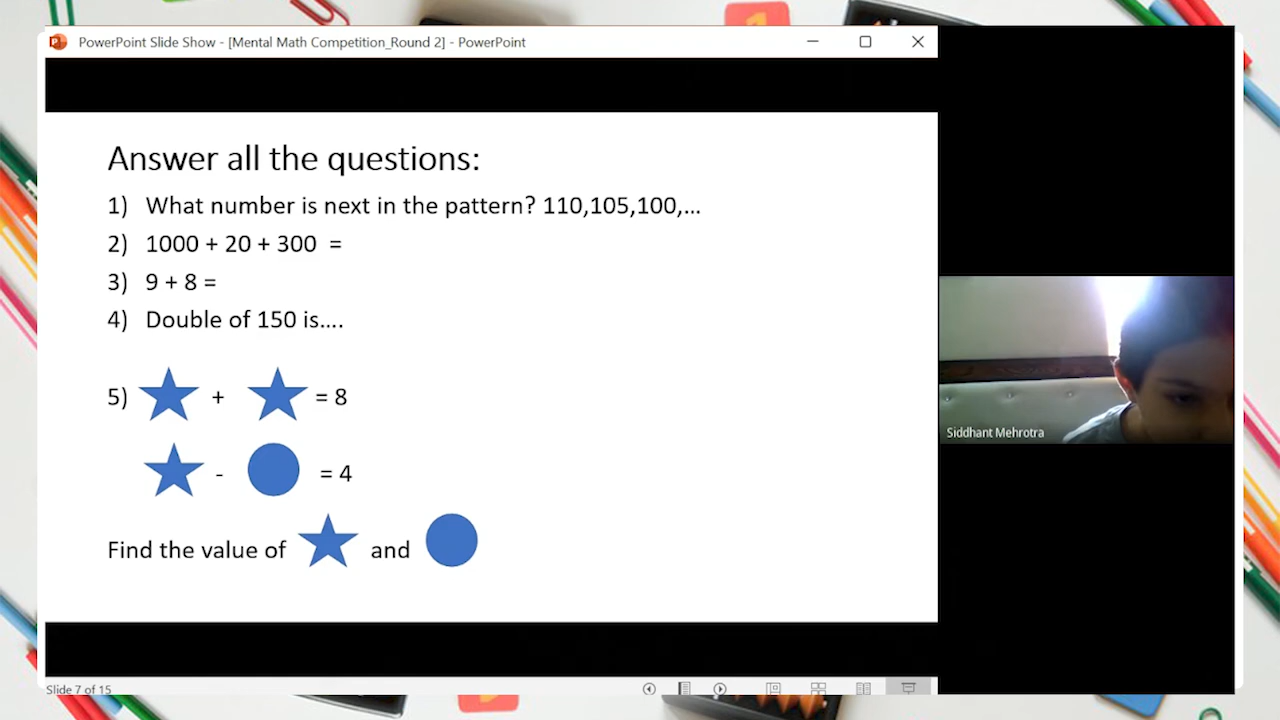 PowerPoint Slide Show - [Mental Math Competition_Round 2] - PowerPoint
Answer all the questions:
1) What number is next in the pattern? 110,105,100,...
2) 1000 + 20 + 300 =
3) 9 + 8 =
4) Double of 150 is....
5) + = 8
- = 4
Find the value of and
Siddhant Mehrotra
Slide 7 of 15